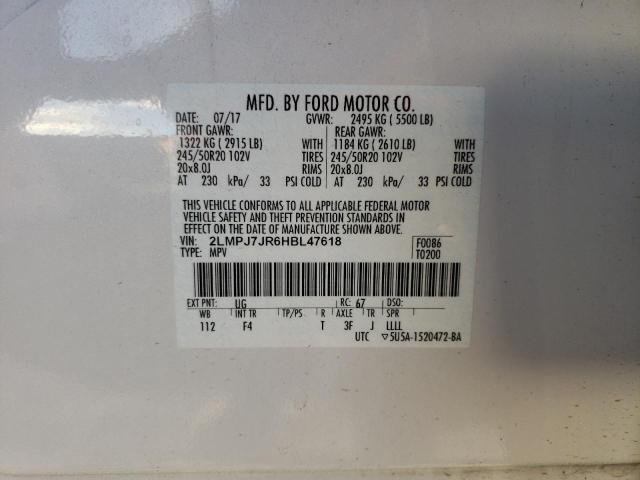 MFD. BY FORD MOTOR CO.
DATE: 07/17 GVWR: 2495 KG ( 5500 LB)
FRONT GAWR: REAR GAWR:
1322 KG ( 2915 LB) WITH 1184 KG ( 2610 LB) WITH
245/50R20 102V TIRES 245/50R20 102V TIRES
20x8.0J RIMS 20x8.0J RIMS
AT 230 kPa/ 33 PSI COLD AT 230 kPa/ 33 PSI COLD
THIS VEHICLE CONFORMS TO ALL APPLICABLE FEDERAL MOTOR
VEHICLE SAFETY AND THEFT PREVENTION STANDARDS IN
EFFECT ON THE DATE OF MANUFACTURE SHOWN ABOVE.
VIN: 2LMPJ7JR6HBL47618 F0086
TYPE: MPV T0200
EXT PNT: UG RC: 67 DSO:
WB INT TR TP/PS R AXLE TR SPR
112 F4 T 3F J LLLL
UTC ▽5U5A-1520472-BA